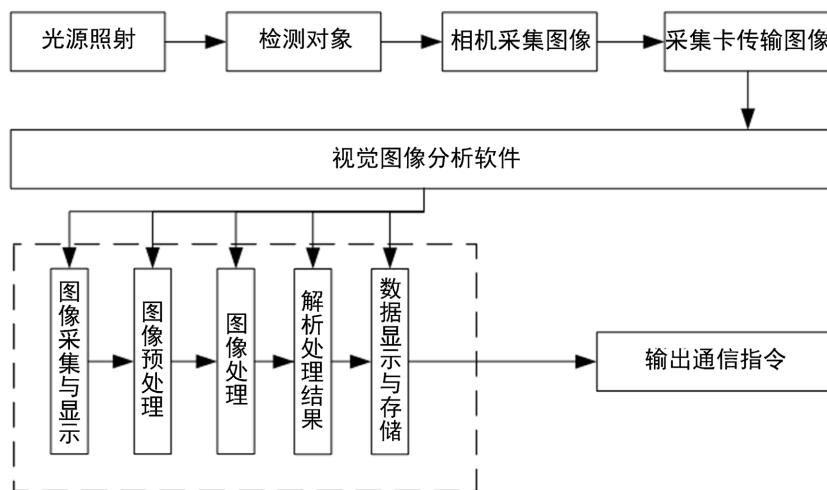 光源照射
检测对象
相机采集图像
采集卡传输图像
视觉图像分析软件
图像采集与显示
图像预处理
图像处理
解析处理结果
数据显示与存储
输出通信指令